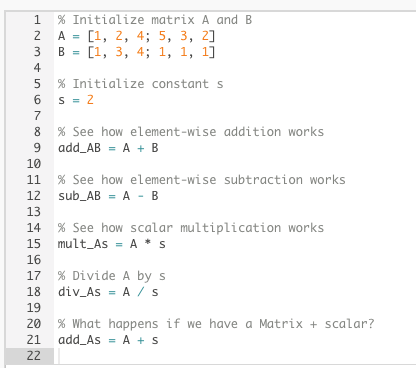 1 % Initialize matrix A and B
2 A = [1, 2, 4; 5, 3, 2]
3 B = [1, 3, 4; 1, 1, 1]
4
5 % Initialize constant s
6 s = 2
7
8 % See how element-wise addition works
9 add_AB = A + B
10
11 % See how element-wise subtraction works
12 sub_AB = A - B
13
14 % See how scalar multiplication works
15 mult_As = A * s
16
17 % Divide A by s
18 div_As = A / s
19
20 % What happens if we have a Matrix + scalar?
21 add_As = A + s
22